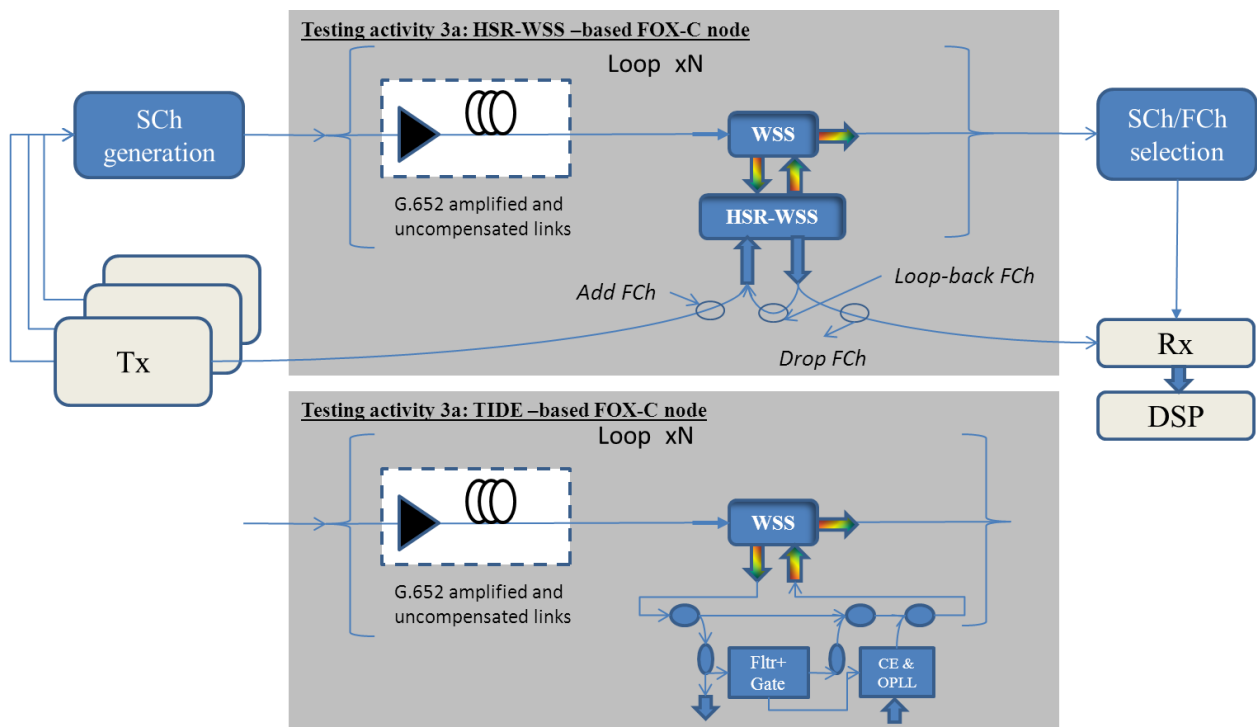 Testing activity 3a: HSR-WSS –based FOX-C node
Loop xN
SCh
generation
WSS
SCh/FCh
selection
G.652 amplified and
uncompensated links
HSR-WSS
Add FCh
Loop-back FCh
Drop FCh
Tx
Rx
DSP
Testing activity 3a: TIDE –based FOX-C node
Loop xN
WSS
G.652 amplified and
uncompensated links
Fltr+
Gate
CE &
OPLL